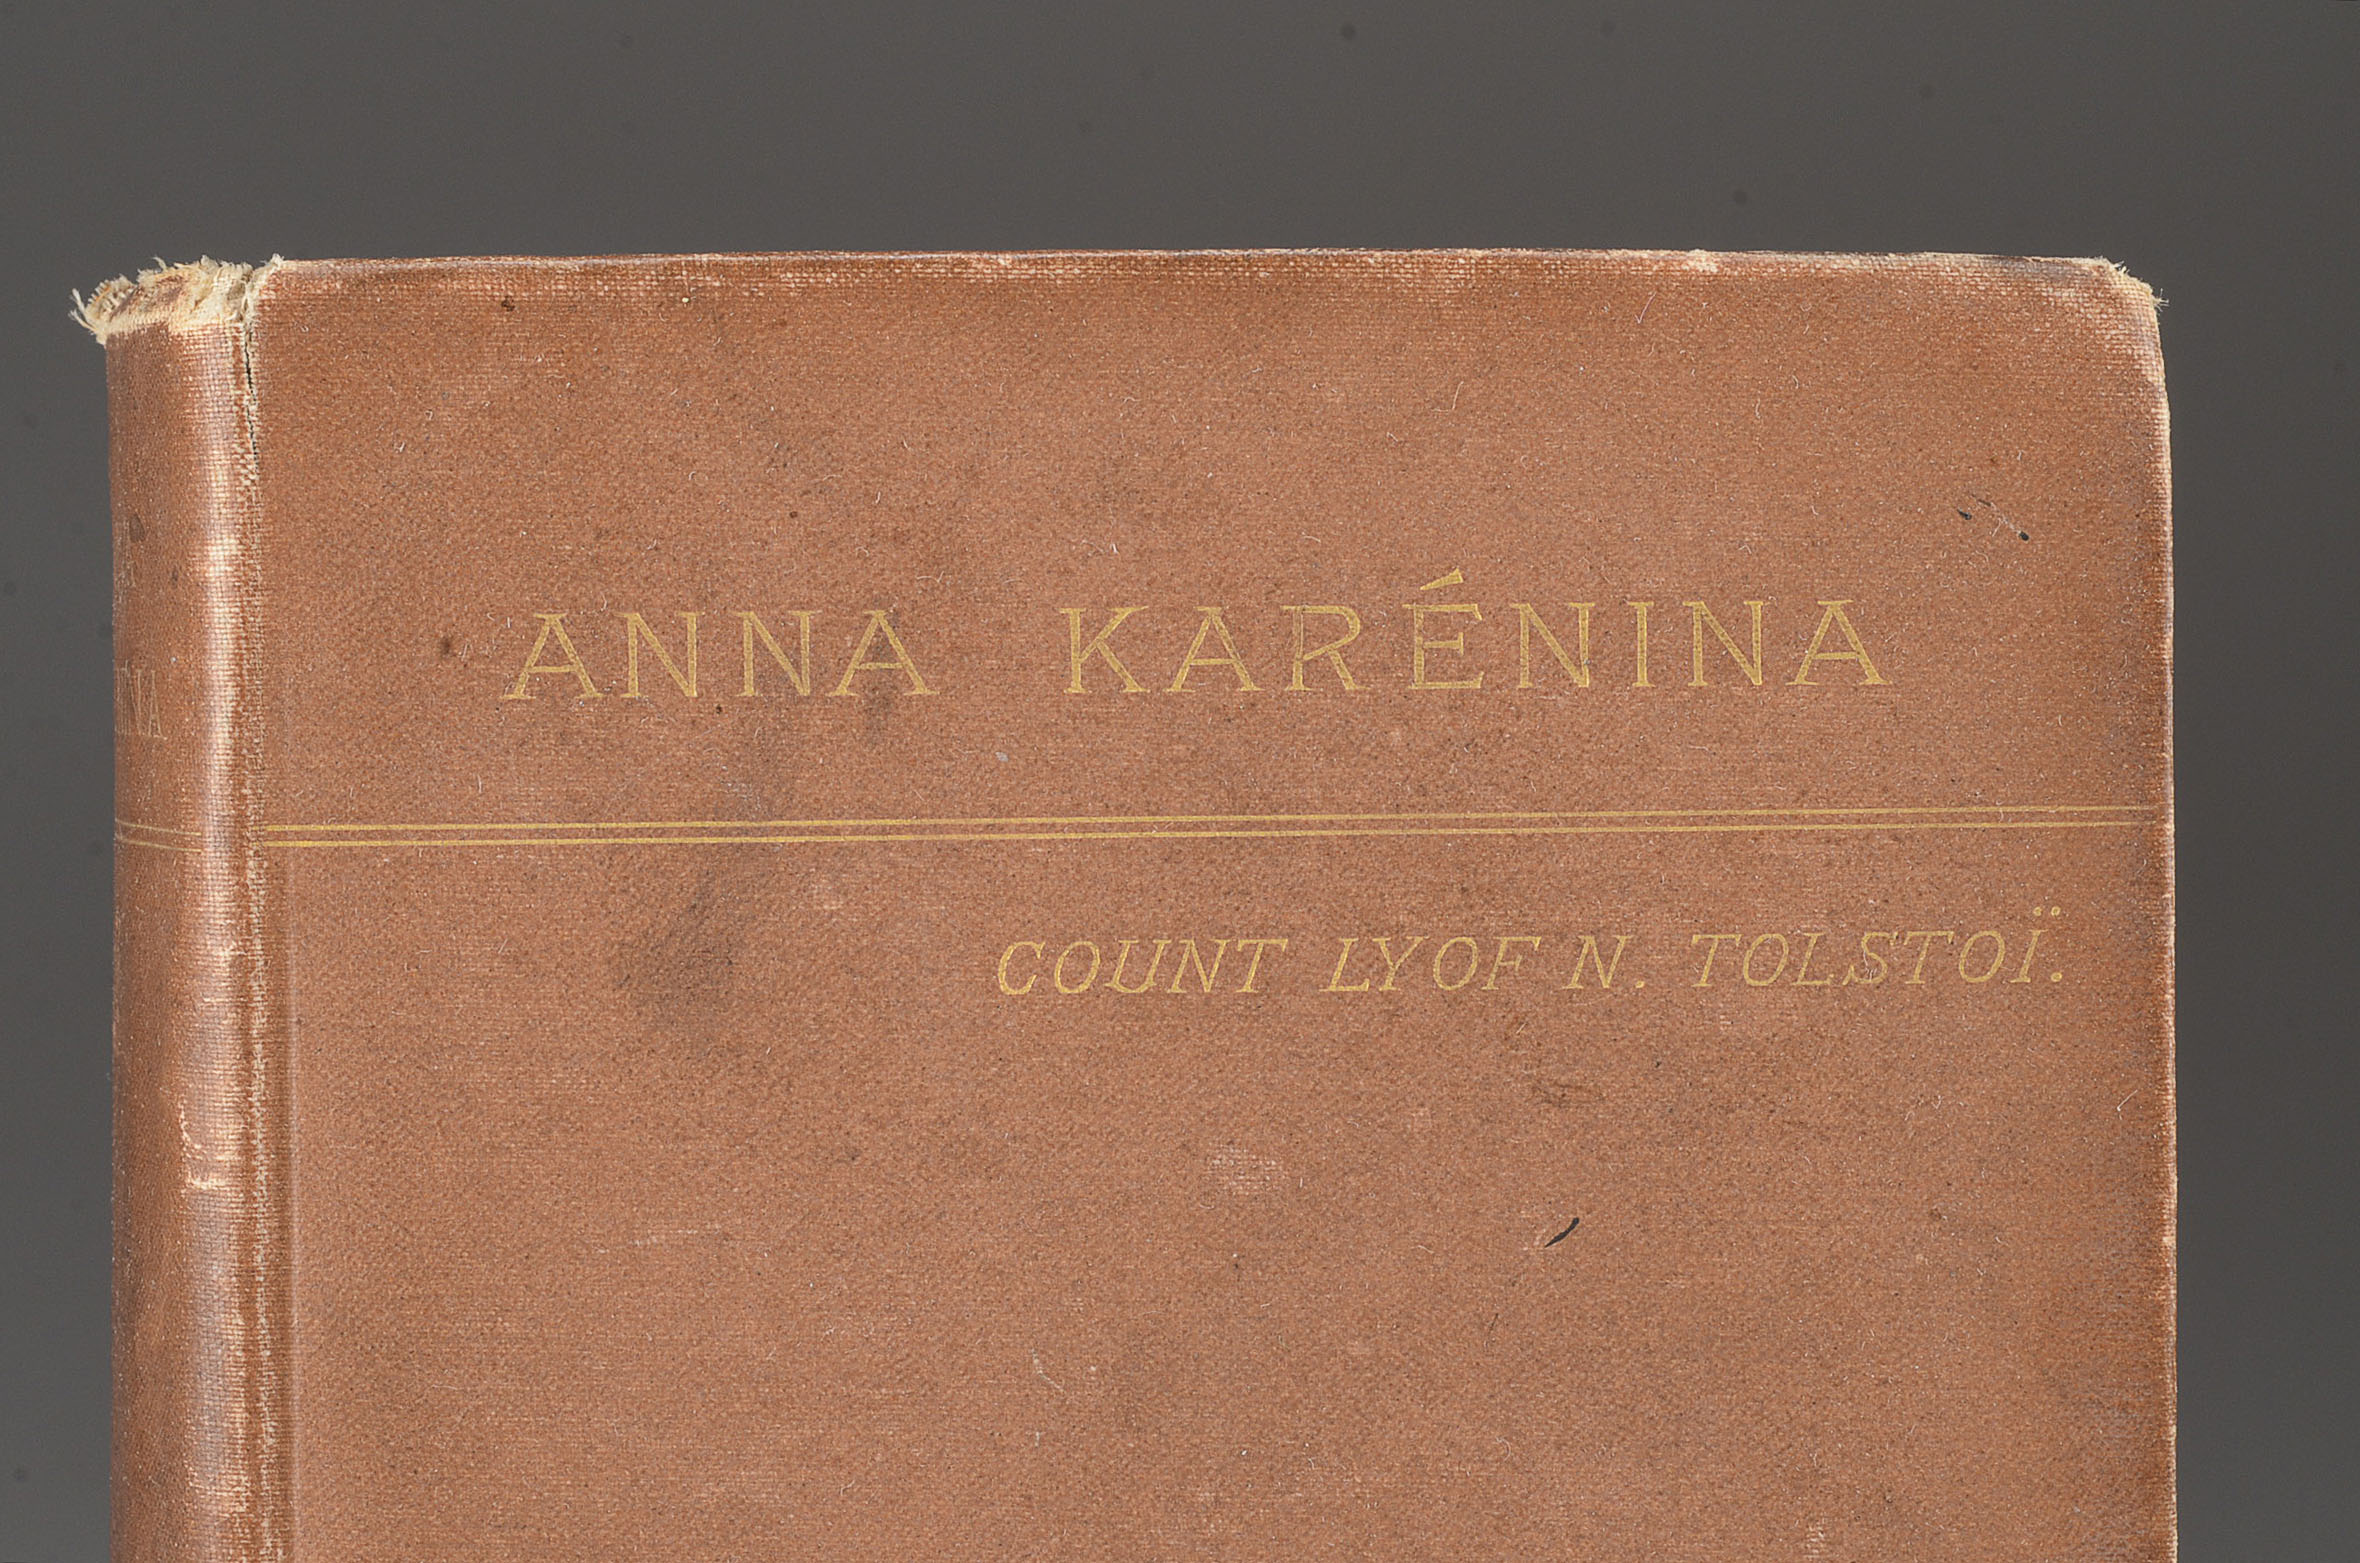 ANNA KARÉNINA
COUNT LYOF N. TOLSTOÏ.